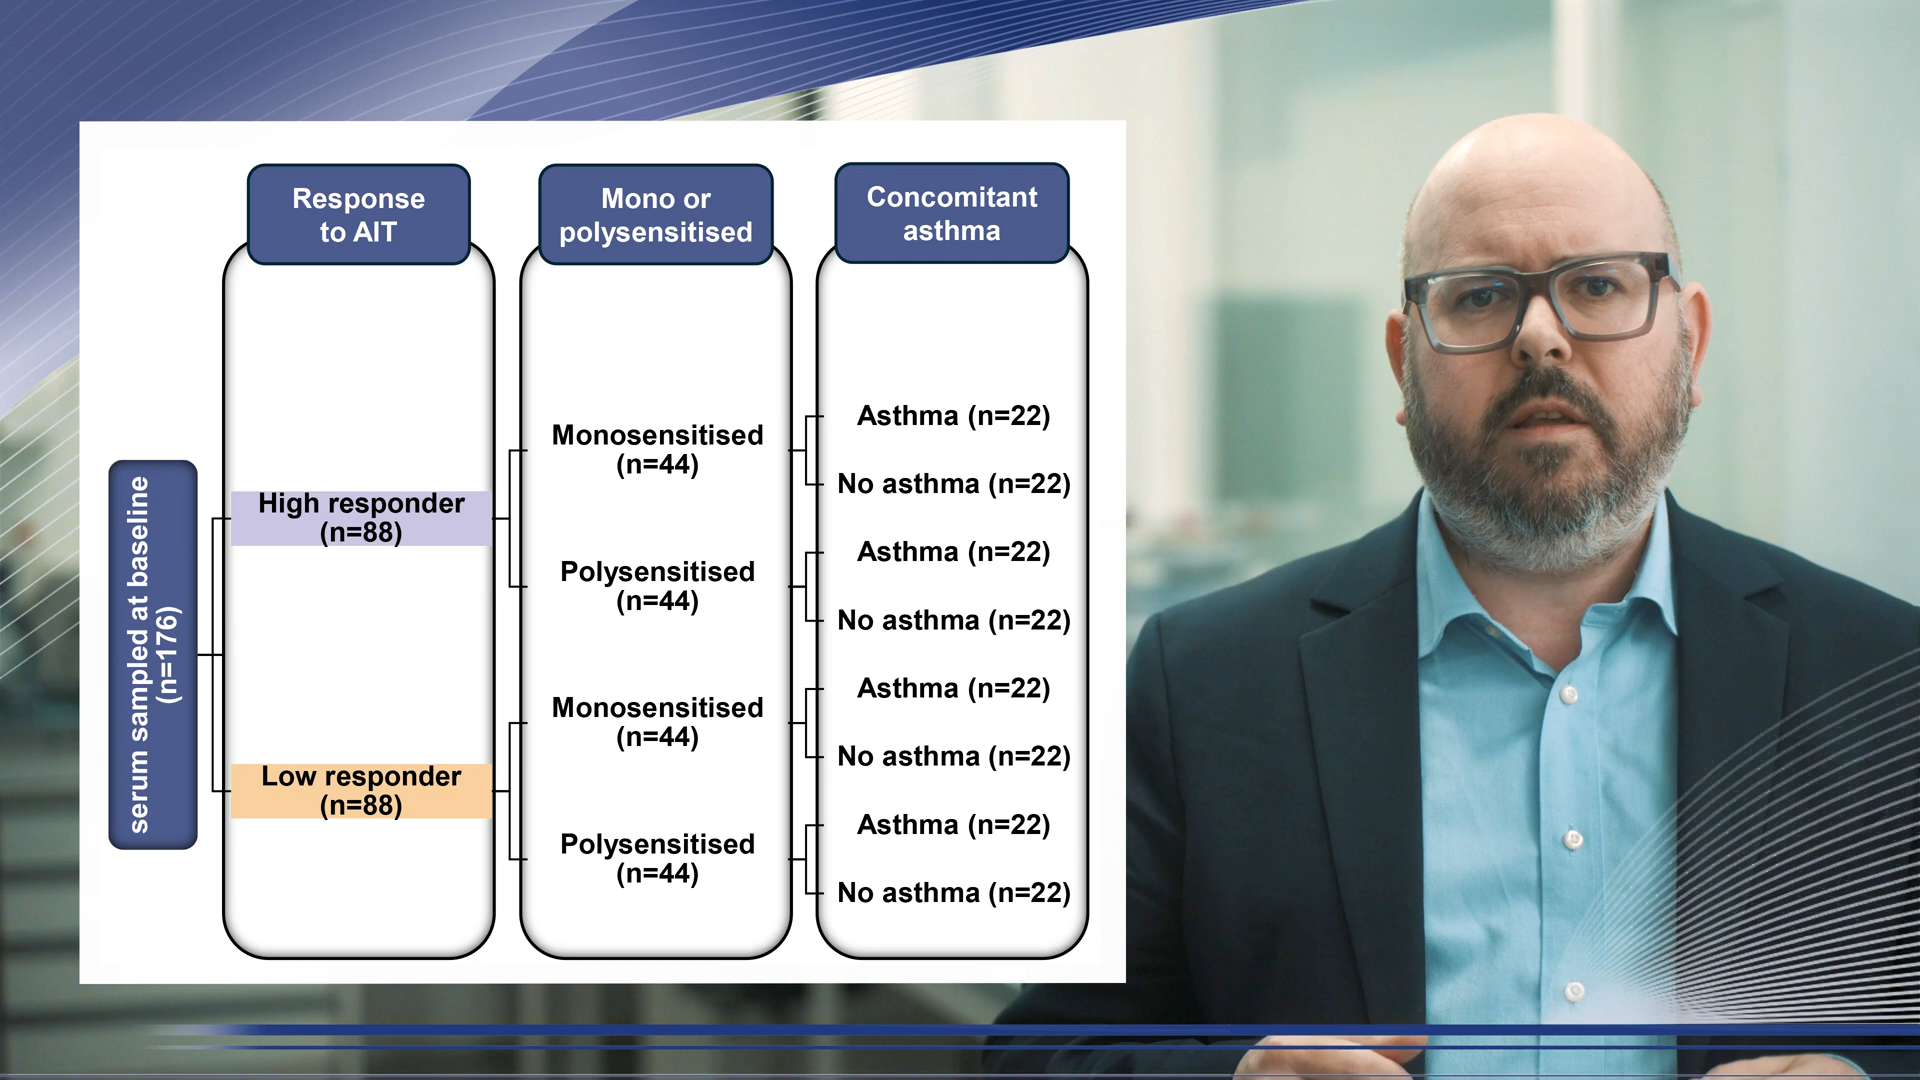 Response
to AIT
Mono or
polysensitised
Concomitant
asthma
serum sampled at baseline
(n=176)
High responder
(n=88)
Low responder
(n=88)
Monosensitised
(n=44)
Polysensitised
(n=44)
Monosensitised
(n=44)
Polysensitised
(n=44)
Asthma (n=22)
No asthma (n=22)
Asthma (n=22)
No asthma (n=22)
Asthma (n=22)
No asthma (n=22)
Asthma (n=22)
No asthma (n=22)